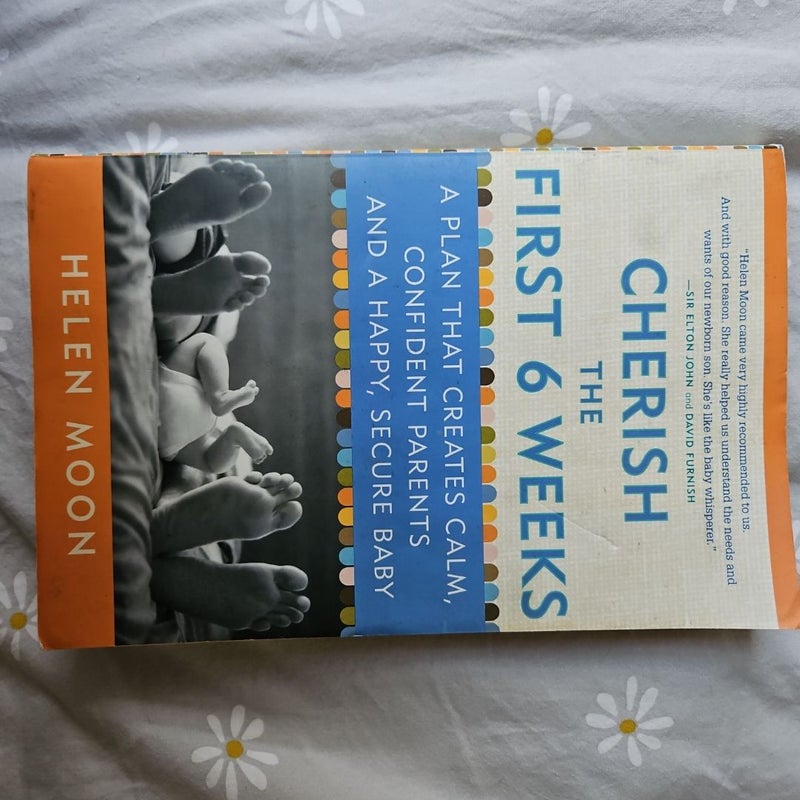 “Helen Moon came very highly recommended to us.
And with good reason. She really helped us understand the needs and
wants of our newborn son. She’s like the baby whisperer.”
—SIR ELTON JOHN and DAVID FURNISH
CHERISH
THE
FIRST 6 WEEKS
A PLAN THAT CREATES CALM,
CONFIDENT PARENTS
AND A HAPPY, SECURE BABY
HELEN MOON